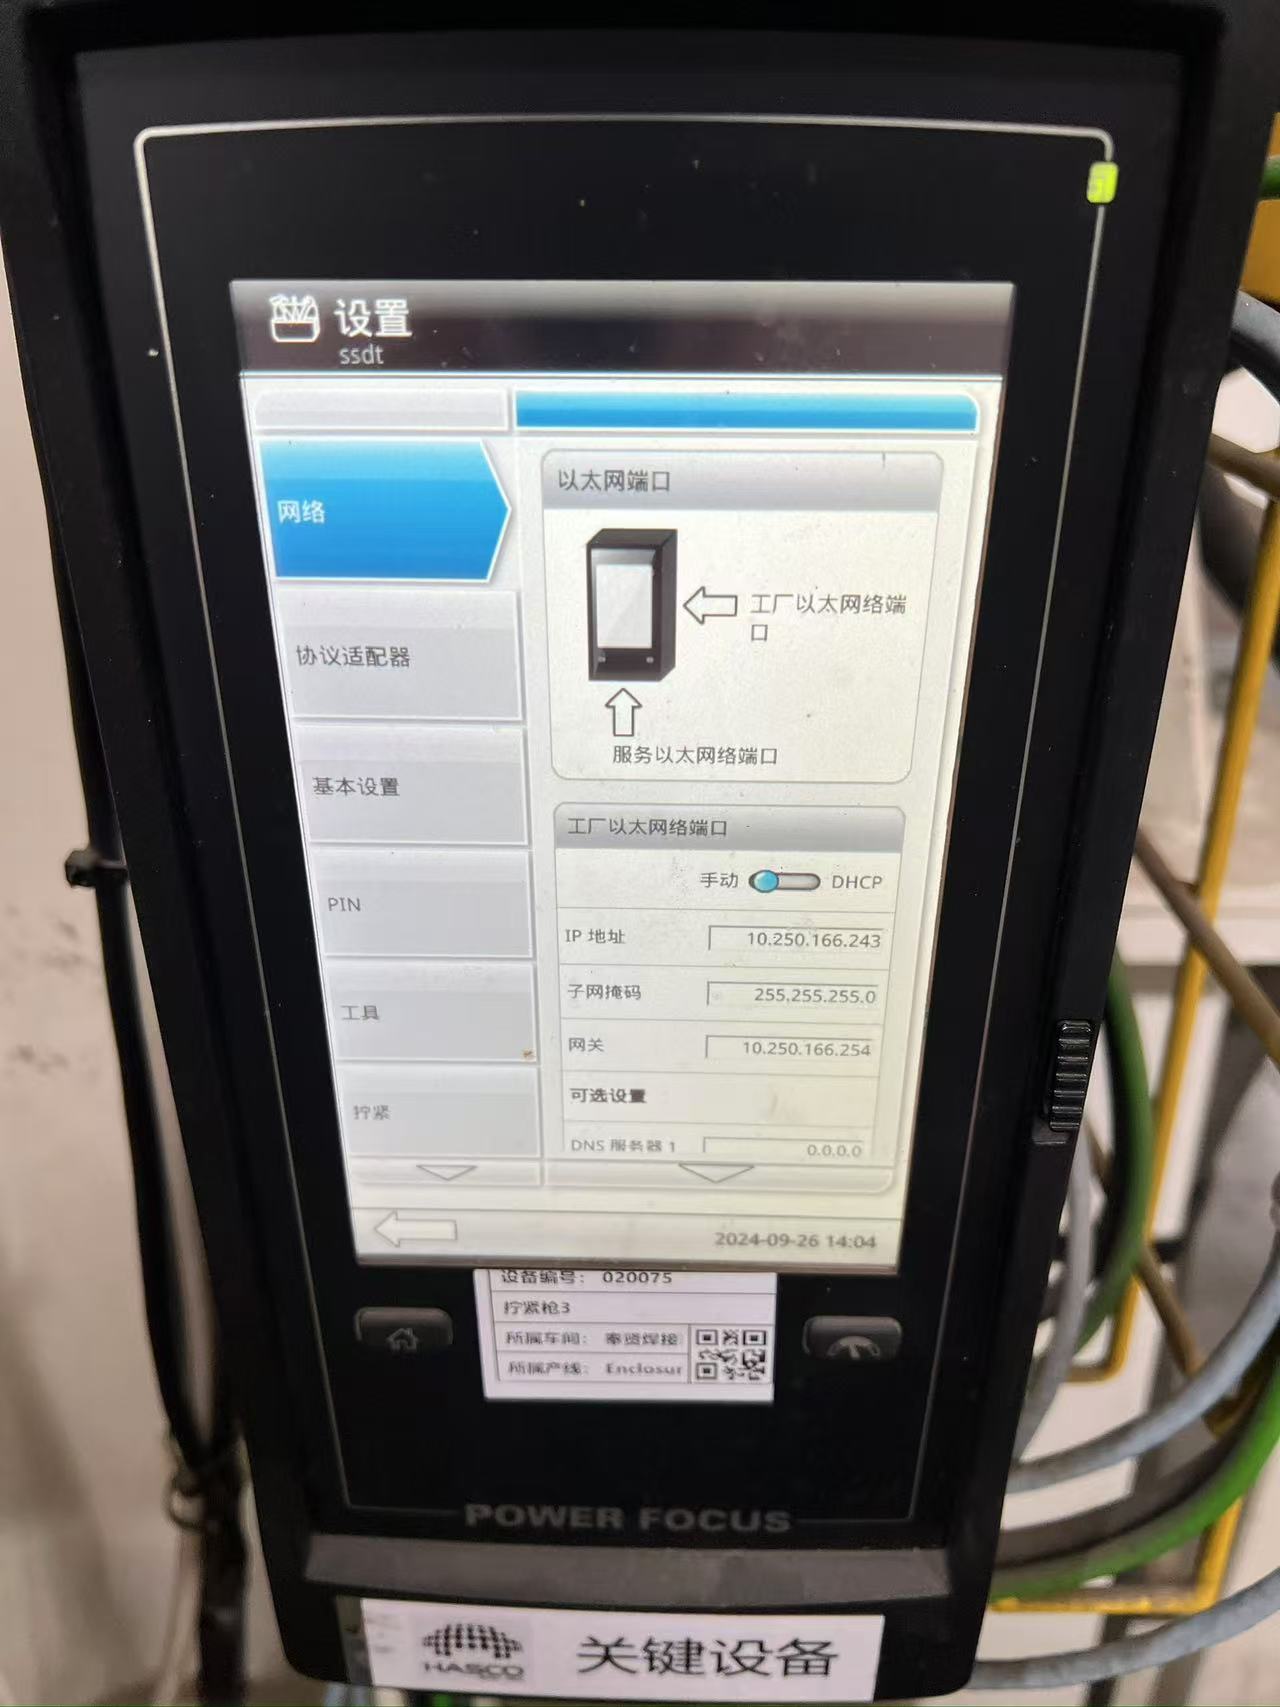 设置
ssdt
网络
协议适配器
基本设置
PIN
工具
拧紧
以太网端口
工厂以太网络端
口
服务以太网络端口
工厂以太网络端口
手动 DHCP
IP 地址 10.250.166.243
子网掩码 255.255.255.0
网关 10.250.166.254
可选设置
DNS 服务器 1 0.0.0.0
2024-09-26 14:04
设备编号： 020075
拧紧枪3
所属车间： 奉贤焊接
所属产线： Enclosur
POWER FOCUS
HASCO 关键设备